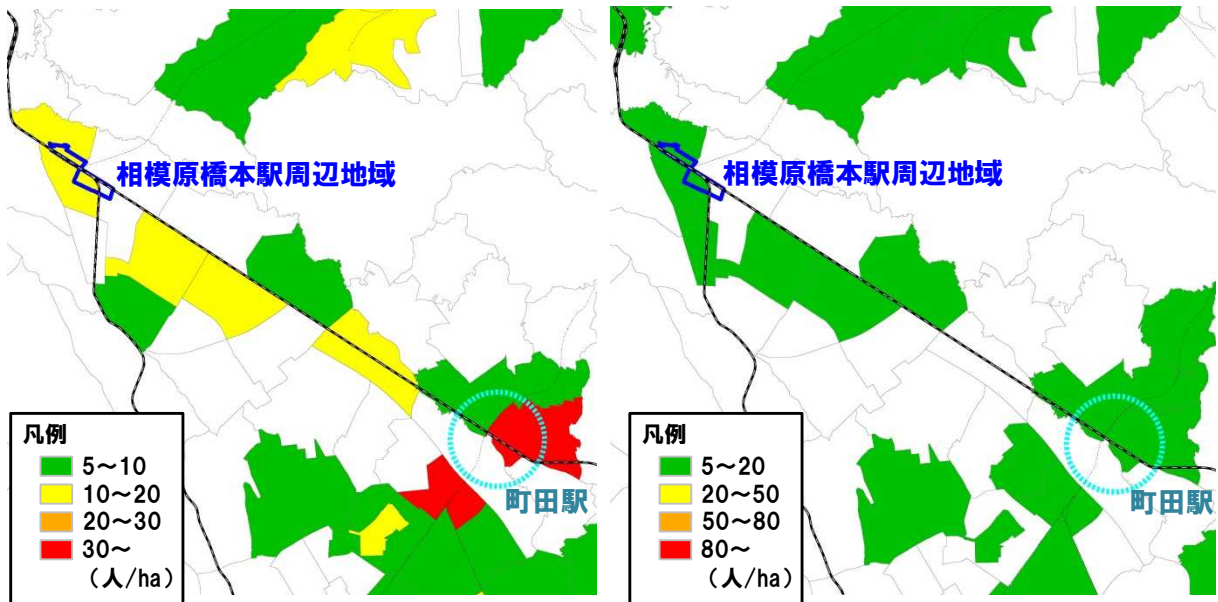 相模原橋本駅周辺地域
町田駅
凡例
5～10
10～20
20～30
30～
（人/ha）
相模原橋本駅周辺地域
町田駅
凡例
5～20
20～50
50～80
80～
（人/ha）